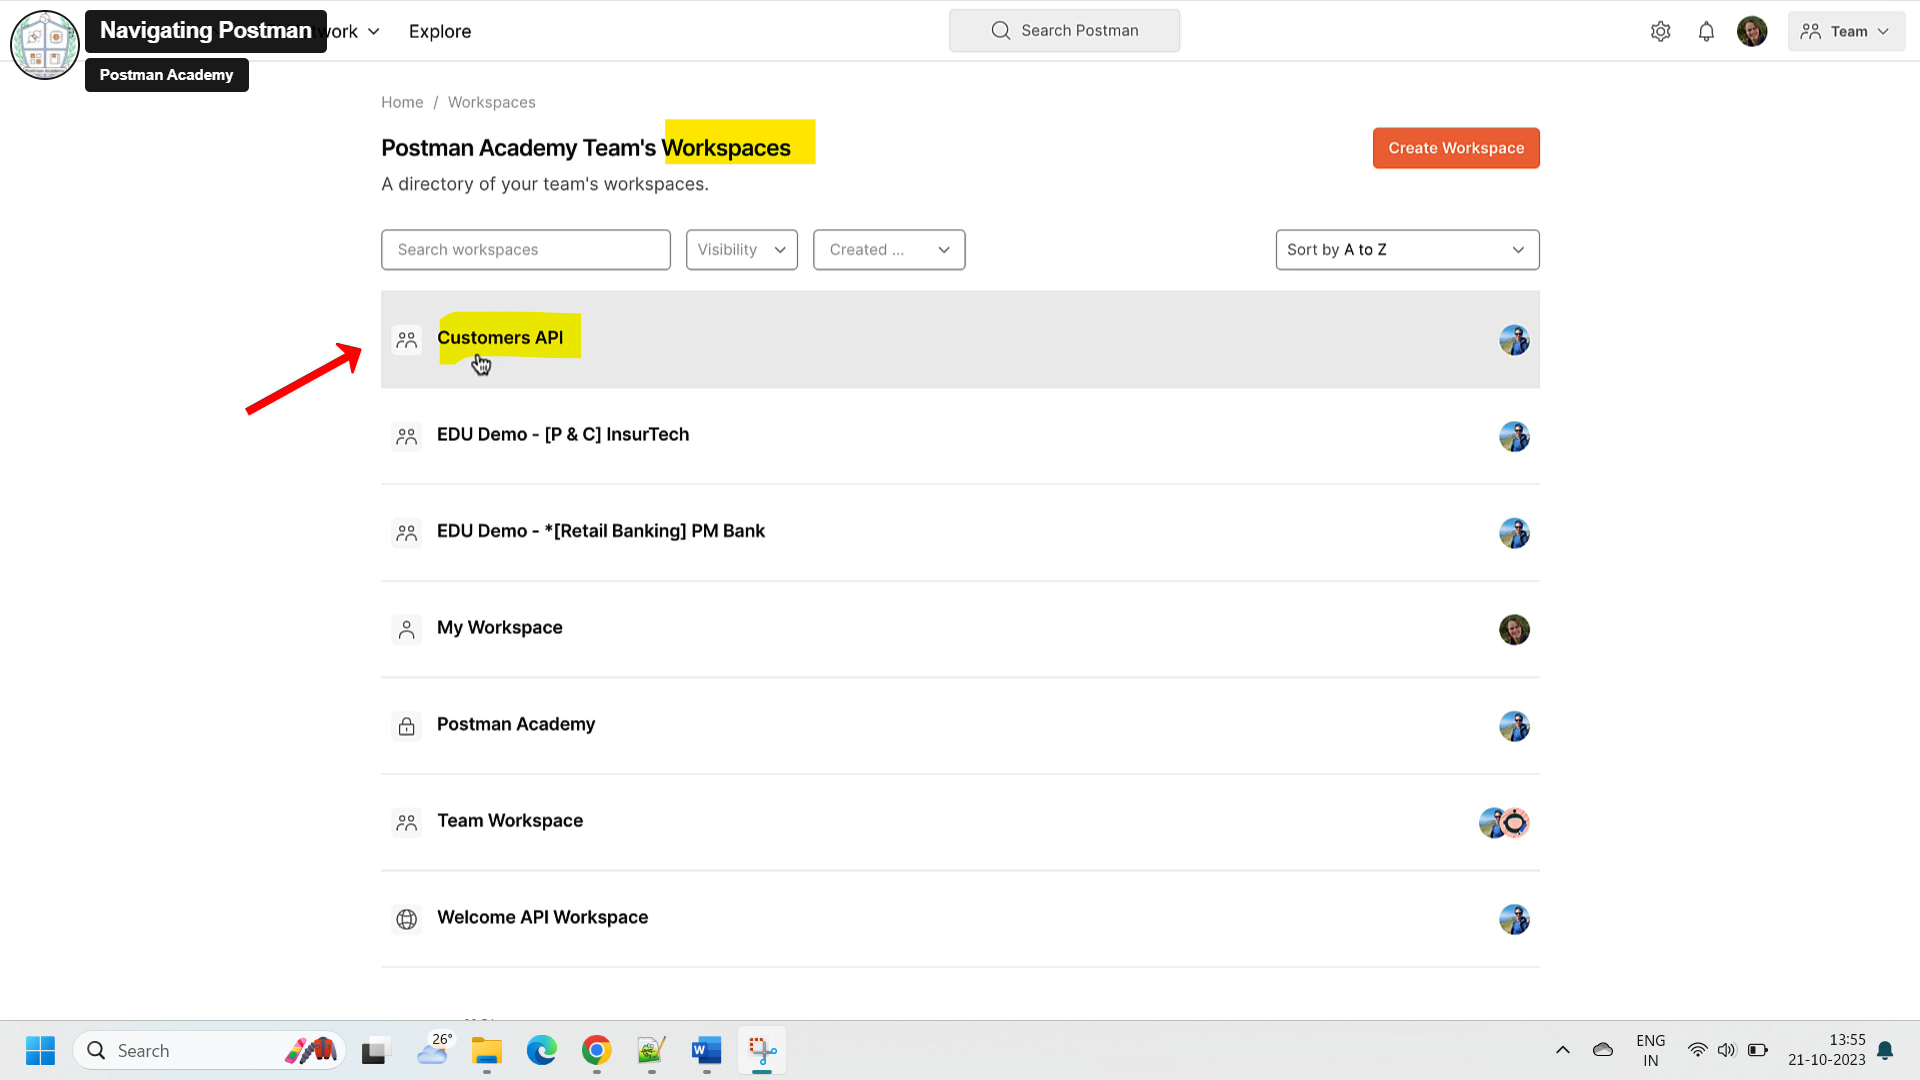 Navigating Postman
work
Explore
Search Postman
Team
Postman Academy
Home / Workspaces
Postman Academy Team's Workspaces
Create Workspace
A directory of your team's workspaces.
Search workspaces
Visibility
Created ...
Sort by A to Z
Customers API
EDU Demo - [P & C] InsurTech
EDU Demo - *[Retail Banking] PM Bank
My Workspace
Postman Academy
Team Workspace
Welcome API Workspace
Search
26°
ENG
IN
13:55
21-10-2023